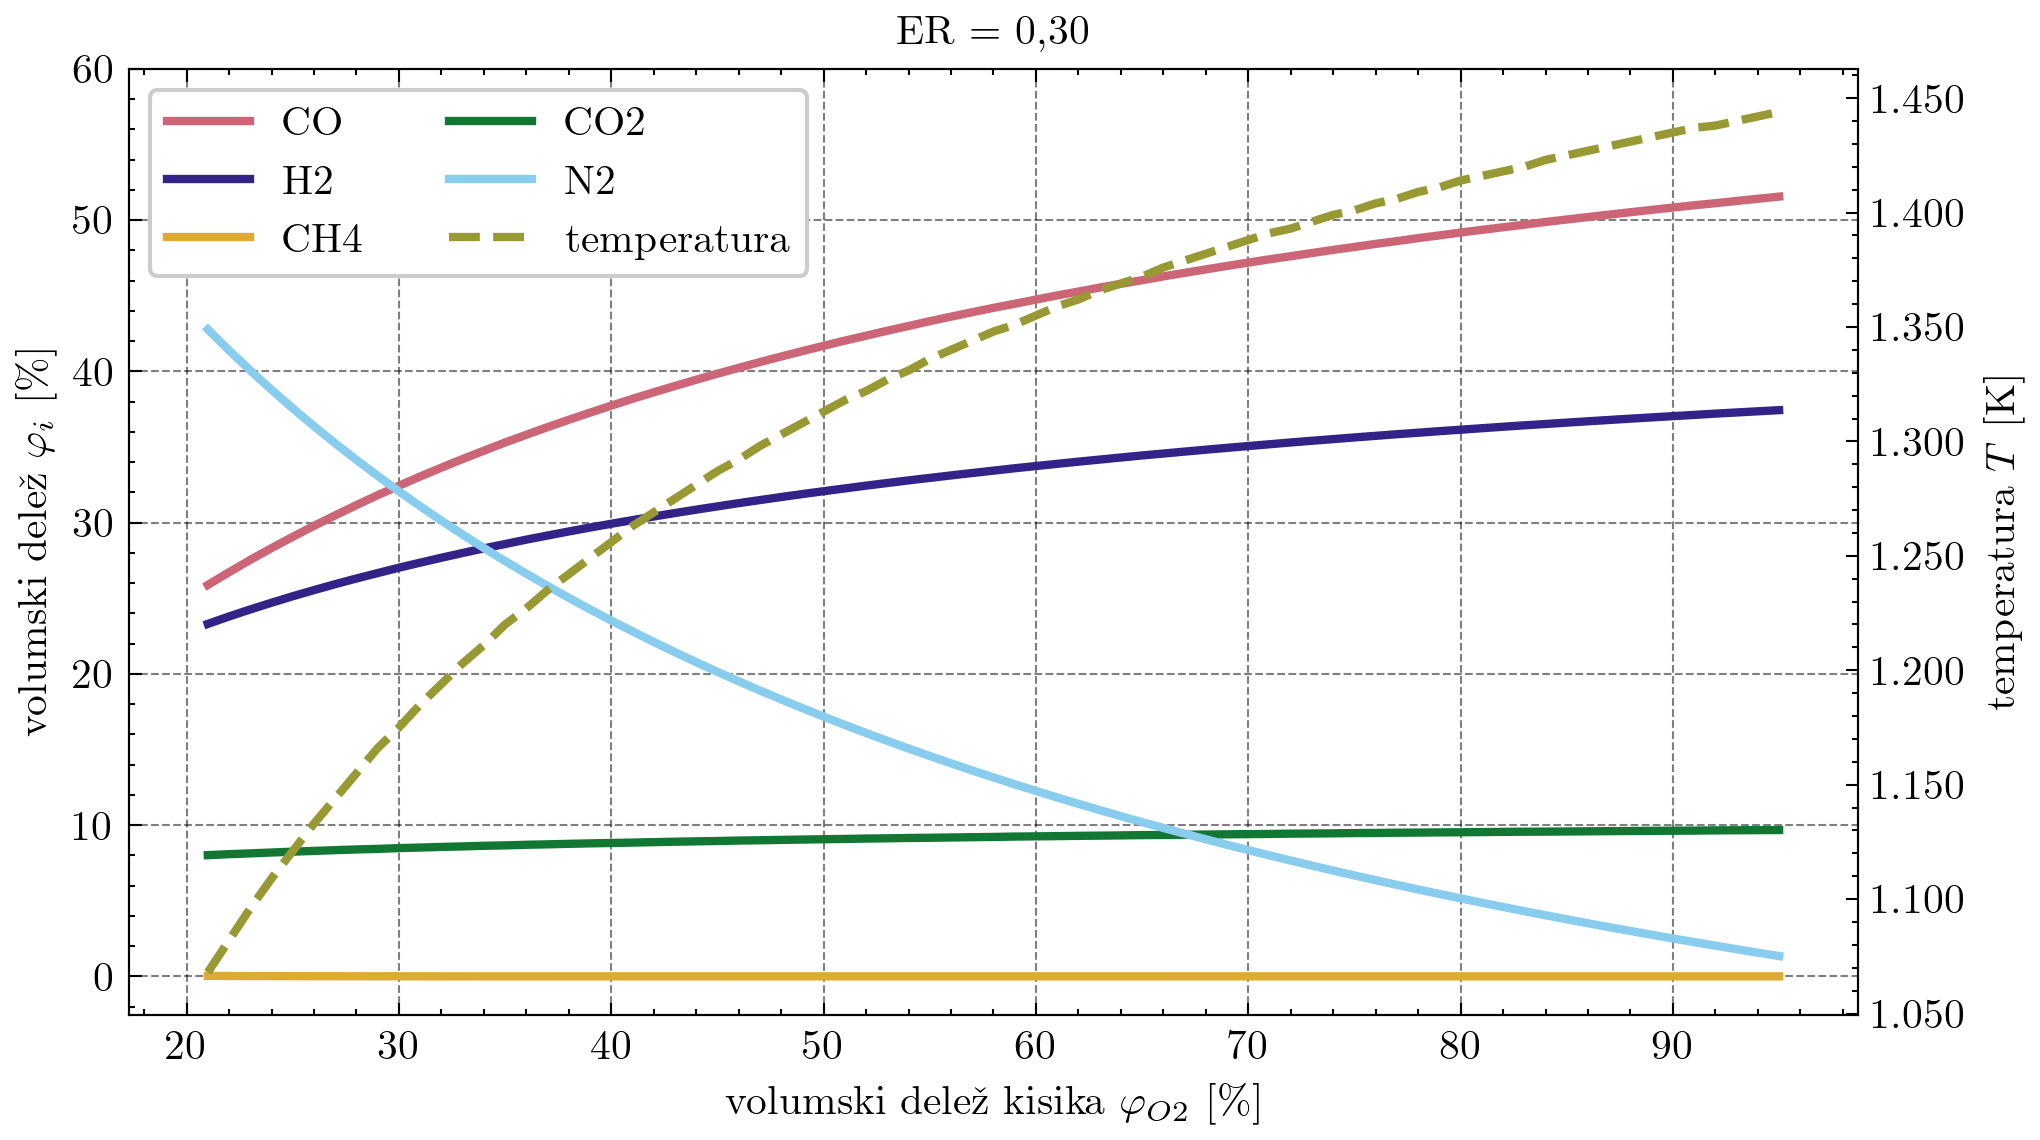 ER = 0,30
60
50
40
30
20
10
0
volumski delež φi [%]
CO
H2
CH4
CO2
N2
temperatura
1.450
1.400
1.350
1.300
1.250
1.200
1.150
1.100
1.050
temperatura T [K]
20 30 40 50 60 70 80 90
volumski delež kisika φO2 [%]